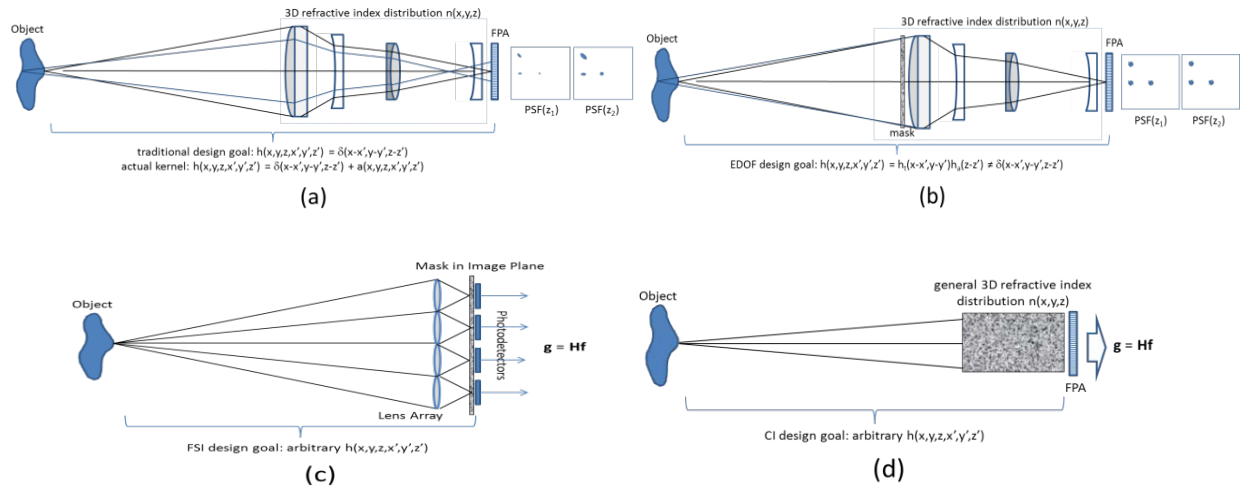 3D refractive index distribution n(x,y,z)
Object
FPA
PSF(z₁)
PSF(z₂)
traditional design goal: h(x,y,z,x',y',z') = δ(x-x',y-y',z-z')
actual kernel: h(x,y,z,x',y',z') = δ(x-x',y-y',z-z') + a(x,y,z,x',y',z')
(a)
3D refractive index distribution n(x,y,z)
Object
FPA
mask
PSF(z₁)
PSF(z₂)
EDOF design goal: h(x,y,z,x',y',z') = hₜ(x-x',y-y')hₐ(z-z') ≠ δ(x-x',y-y',z-z')
(b)
Mask in Image Plane
Object
Photodetectors
g = Hf
Lens Array
FSI design goal: arbitrary h(x,y,z,x',y',z')
(c)
general 3D refractive index
distribution n(x,y,z)
Object
g = Hf
FPA
CI design goal: arbitrary h(x,y,z,x',y',z')
(d)